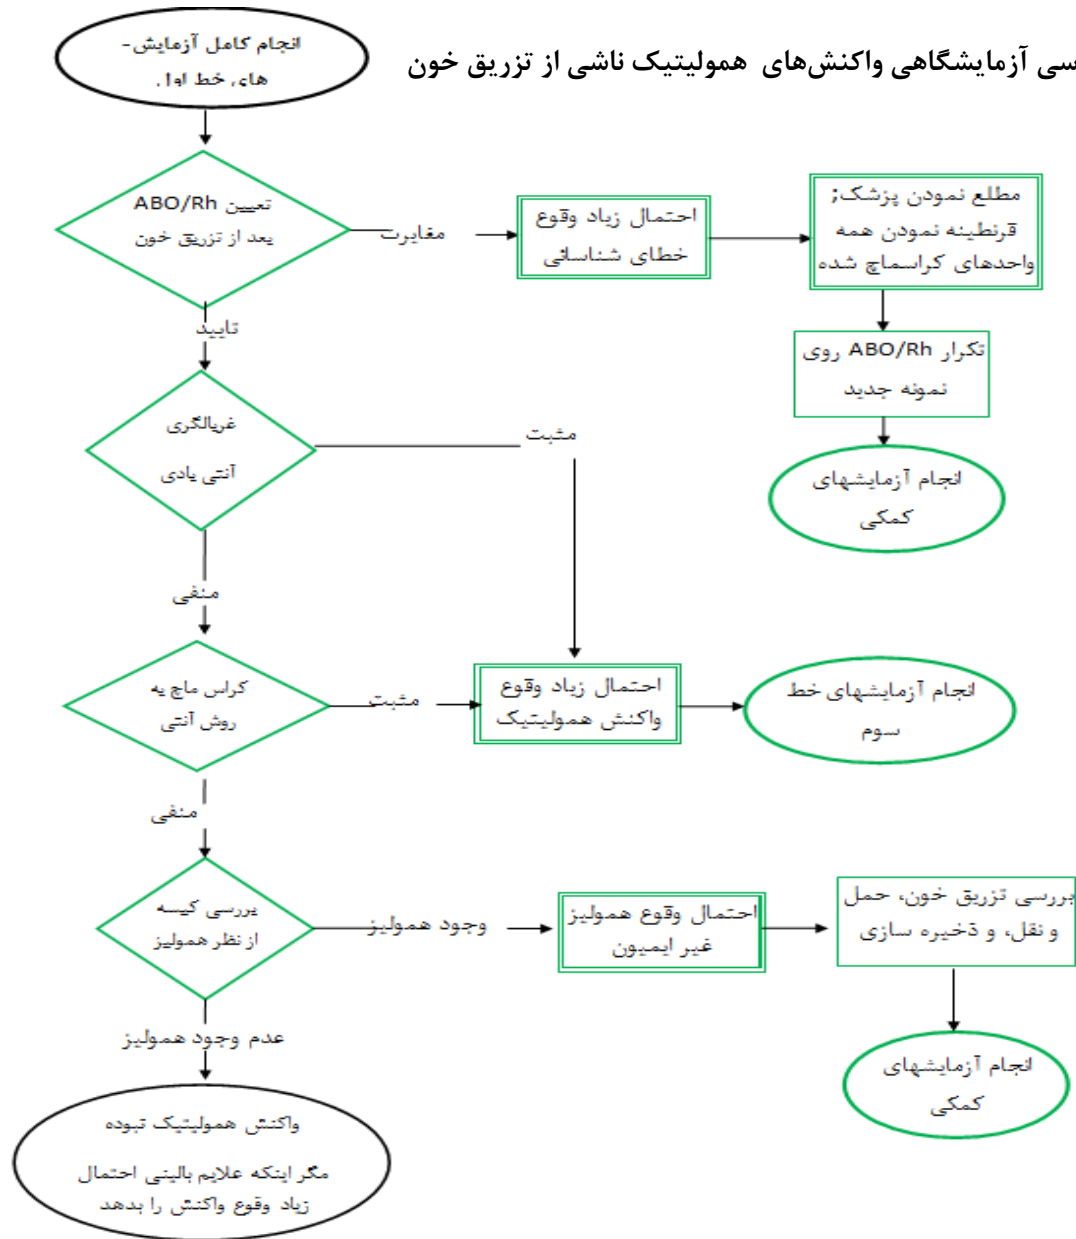 سی آزمایشگاهی واکنش‌های همولیتیک ناشی از تزریق خون
انجام کامل آزمایش-
های خط اول
تعیین ABO/Rh
بعد از تزریق خون
مغایرت
احتمال زیاد وقوع
خطای شناسائی
مطلع نمودن پزشک;
قرنطینه نمودن همه
واحدهای کراسماچ شده
تکرار ABO/Rh روی
نمونه جدید
انجام آزمایشهای
کمکی
تایید
غربالگری
آنتی بادی
مثبت
منفی
کراس ماچ به
روش آنتی
مثبت
احتمال زیاد وقوع
واکنش همولیتیک
انجام آزمایشهای خط
سوم
منفی
بررسی کیسه
از نظر همولیز
وجود همولیز
احتمال وقوع همولیز
غیر ایمیون
بررسی تزریق خون، حمل
و نقل، و ذخیره سازی
انجام آزمایشهای
کمکی
عدم وجود همولیز
واکنش همولیتیک نبوده
مگر اینکه علایم بالینی احتمال
زیاد وقوع واکنش را بدهد